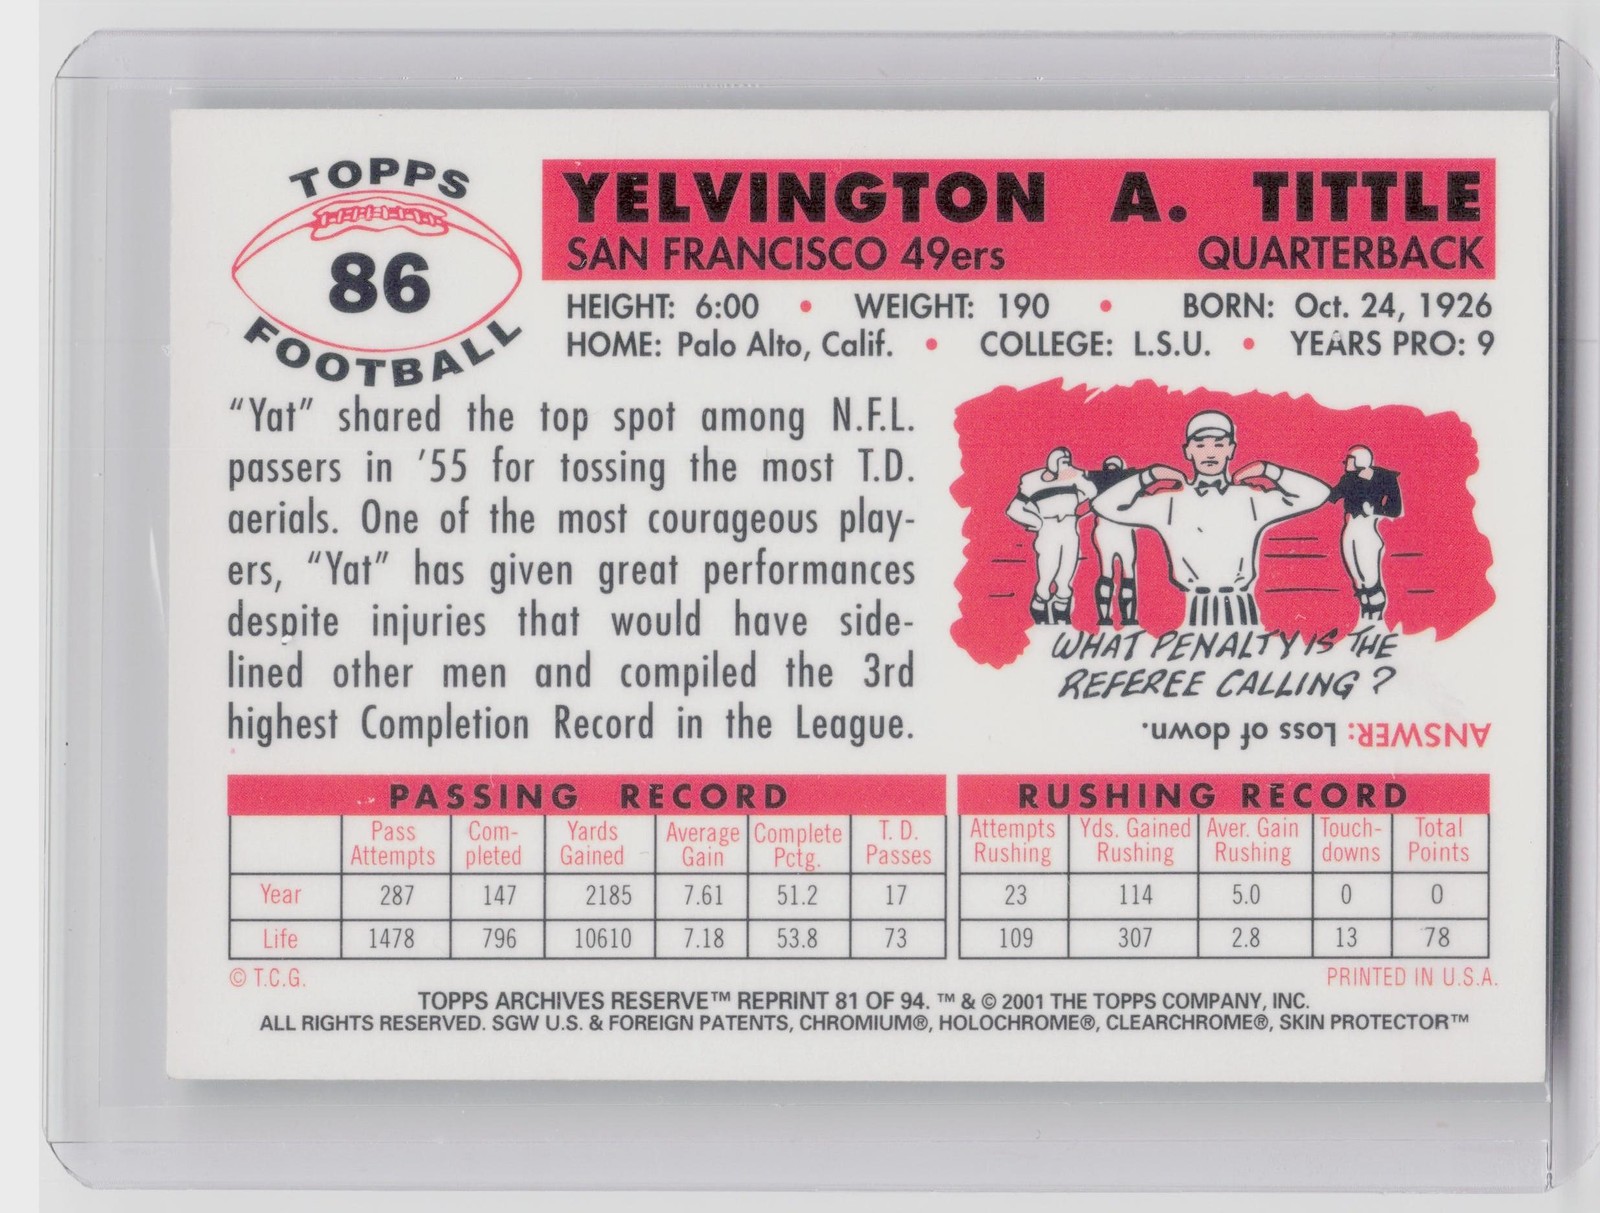 TOPPS
86
FOOTBALL
YELVINGTON A. TITTLE
SAN FRANCISCO 49ers QUARTERBACK
HEIGHT: 6:00 • WEIGHT: 190 • BORN: Oct. 24, 1926
HOME: Palo Alto, Calif. • COLLEGE: L.S.U. • YEARS PRO: 9
"Yat" shared the top spot among N.F.L.
passers in '55 for tossing the most T.D.
aerials. One of the most courageous play-
ers, "Yat" has given great performances
despite injuries that would have side-
lined other men and compiled the 3rd
highest Completion Record in the League.
WHAT PENALTY IS THE
REFEREE CALLING?
ANSWER: Loss of down.
PASSING RECORD
Pass Com- Yards Average Complete T. D.
Attempts pleted Gained Gain Pctg. Passes
Year 287 147 2185 7.61 51.2 17
Life 1478 796 10610 7.18 53.8 73
RUSHING RECORD
Attempts Yds. Gained Aver. Gain Touch- Total
Rushing Rushing Rushing downs Points
23 114 5.0 0 0
109 307 2.8 13 78
© T.C.G. PRINTED IN U.S.A.
TOPPS ARCHIVES RESERVE™ REPRINT 81 OF 94. ™ & © 2001 THE TOPPS COMPANY, INC.
ALL RIGHTS RESERVED. SGW U.S. & FOREIGN PATENTS, CHROMIUM®, HOLOCHROME®, CLEARCHROME®, SKIN PROTECTOR™